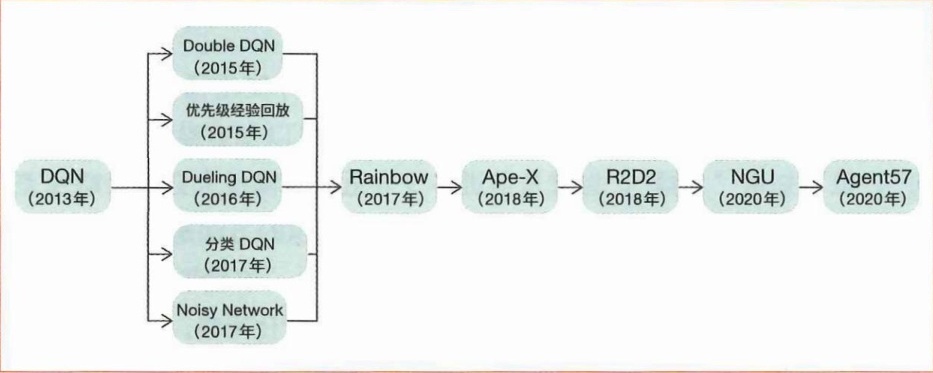 DQN
(2013年)
Double DQN
(2015年)
优先级经验回放
(2015年)
Dueling DQN
(2016年)
分类 DQN
(2017年)
Noisy Network
(2017年)
Rainbow
(2017年)
Ape-X
(2018年)
R2D2
(2018年)
NGU
(2020年)
Agent57
(2020年)